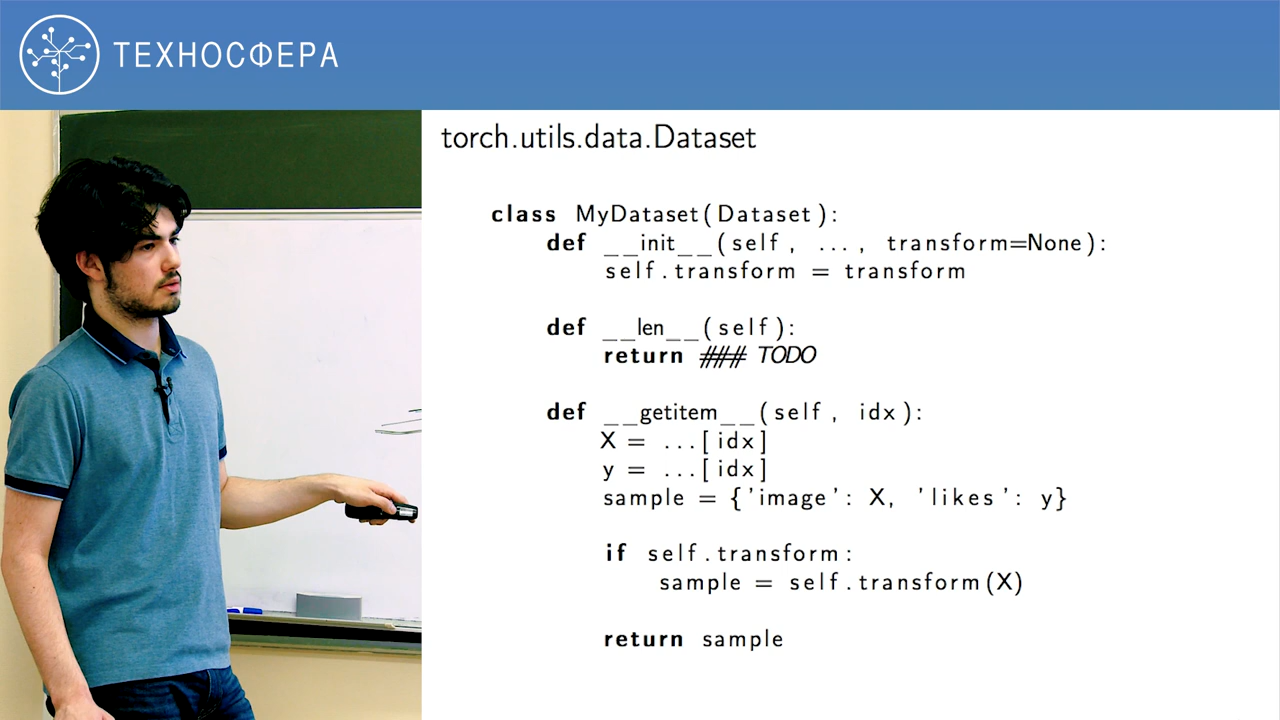 ТЕХНОСФЕРА
torch.utils.data.Dataset
class MyDataset(Dataset):
def __init__(self, ..., transform=None):
self.transform = transform
def __len__(self):
return ### TODO
def __getitem__(self, idx):
X = ...[idx]
y = ...[idx]
sample = {'image': X, 'likes': y}
if self.transform:
sample = self.transform(X)
return sample